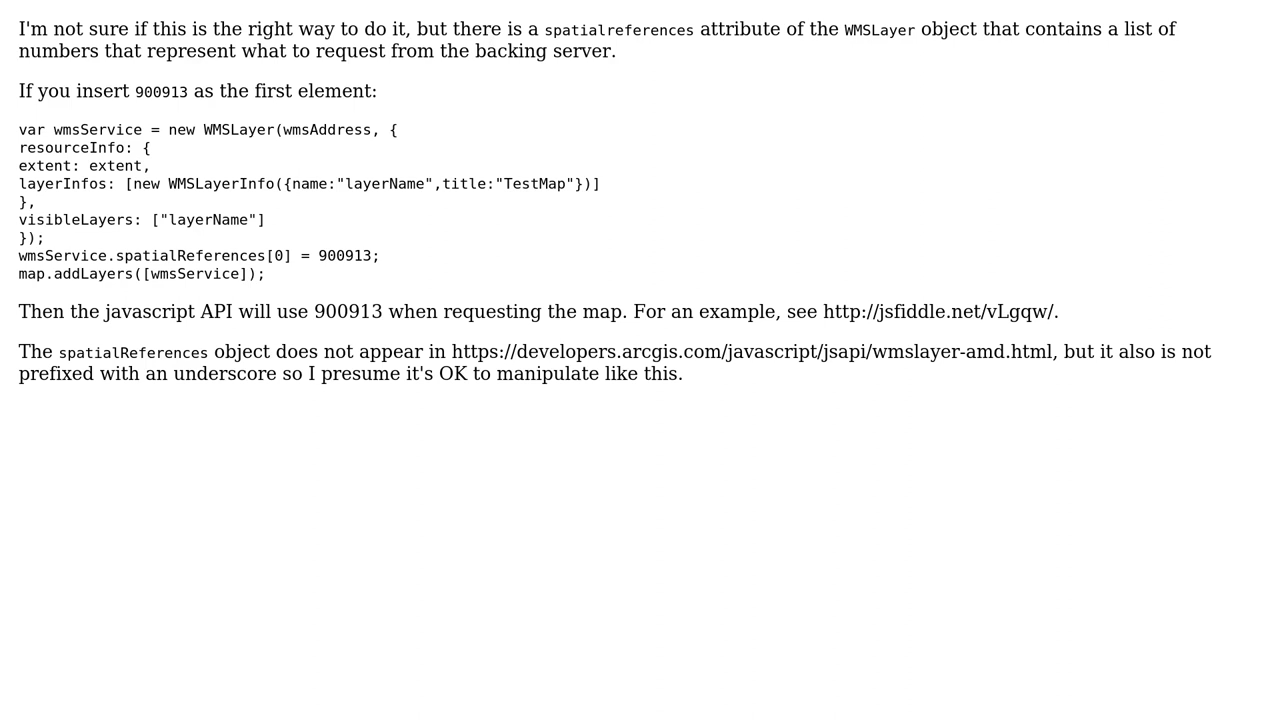 I'm not sure if this is the right way to do it, but there is a spatialreferences attribute of the WMSLayer object that contains a list of
numbers that represent what to request from the backing server.
If you insert 900913 as the first element:
var wmsService = new WMSLayer(wmsAddress, {
resourceInfo: {
extent: extent,
layerInfos: [new WMSLayerInfo({name:"layerName",title:"TestMap"})]
},
visibleLayers: ["layerName"]
});
wmsService.spatialReferences[0] = 900913;
map.addLayers([wmsService]);
Then the javascript API will use 900913 when requesting the map. For an example, see http://jsfiddle.net/vLgqw/.
The spatialReferences object does not appear in https://developers.arcgis.com/javascript/jsapi/wmslayer-amd.html, but it also is not
prefixed with an underscore so I presume it's OK to manipulate like this.